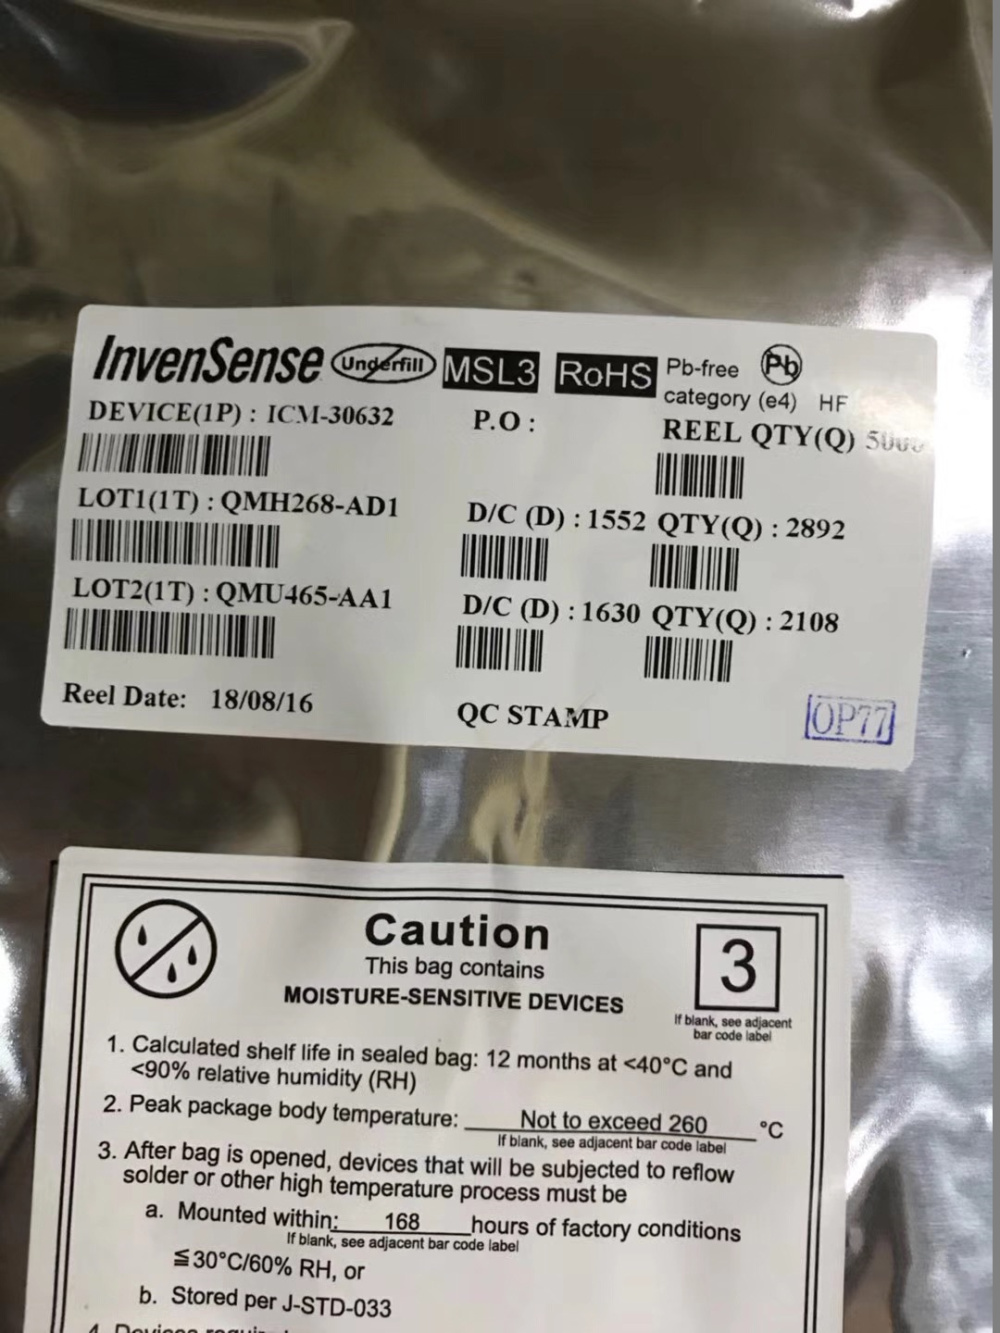 InvenSense Underfill MSL3 RoHS Pb-free category (e4) Pb HF
DEVICE(1P) : ICM-30632 P.O : REEL QTY(Q) 5000
LOT1(1T) : QMH268-AD1 D/C (D) : 1552 QTY(Q) : 2892
LOT2(1T) : QMU465-AA1 D/C (D) : 1630 QTY(Q) : 2108
Reel Date: 18/08/16 QC STAMP OP77
Caution
This bag contains
MOISTURE-SENSITIVE DEVICES
3
If blank, see adjacent
bar code label
1. Calculated shelf life in sealed bag: 12 months at <40°C and
<90% relative humidity (RH)
2. Peak package body temperature: Not to exceed 260 °C
If blank, see adjacent bar code label
3. After bag is opened, devices that will be subjected to reflow
solder or other high temperature process must be
a. Mounted within: 168 hours of factory conditions
If blank, see adjacent bar code label
≦30°C/60% RH, or
b. Stored per J-STD-033
4. Devices